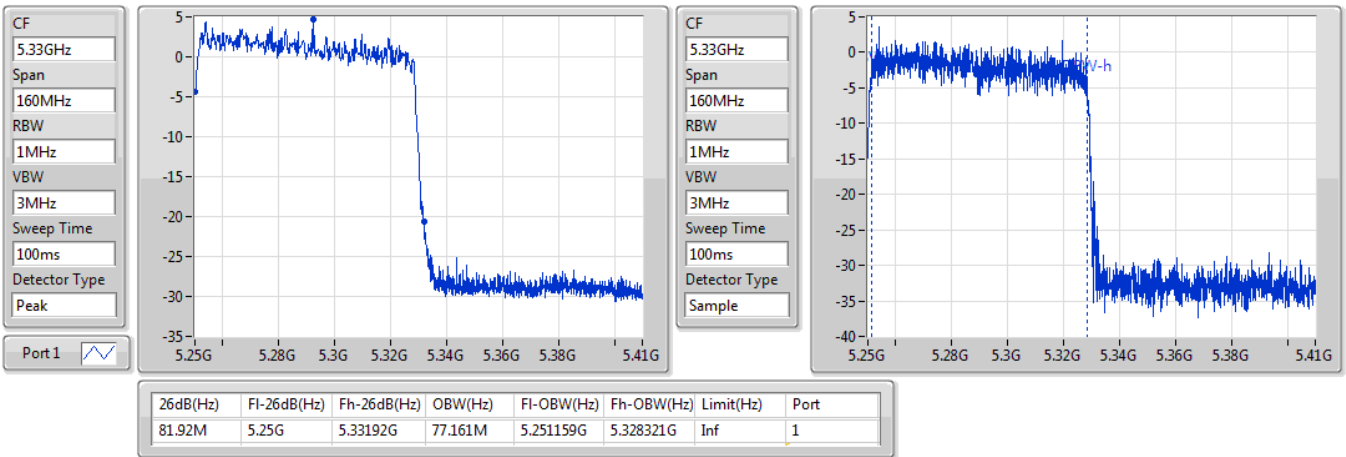 CF
5.33GHz
Span
160MHz
RBW
1MHz
VBW
3MHz
Sweep Time
100ms
Detector Type
Peak
Port 1
5
0
-5
-10
-15
-20
-25
-30
-35
5.25G 5.28G 5.3G 5.32G 5.34G 5.36G 5.38G 5.41G
CF
5.33GHz
Span
160MHz
RBW
1MHz
VBW
3MHz
Sweep Time
100ms
Detector Type
Sample
5
0
-5
-10
-15
-20
-25
-30
-35
-40
5.25G 5.28G 5.3G 5.32G 5.34G 5.36G 5.38G 5.41G
26dB(Hz) Fl-26dB(Hz) Fh-26dB(Hz) OBW(Hz) Fl-OBW(Hz) Fh-OBW(Hz) Limit(Hz) Port
81.92M 5.25G 5.33192G 77.161M 5.251159G 5.328321G Inf 1